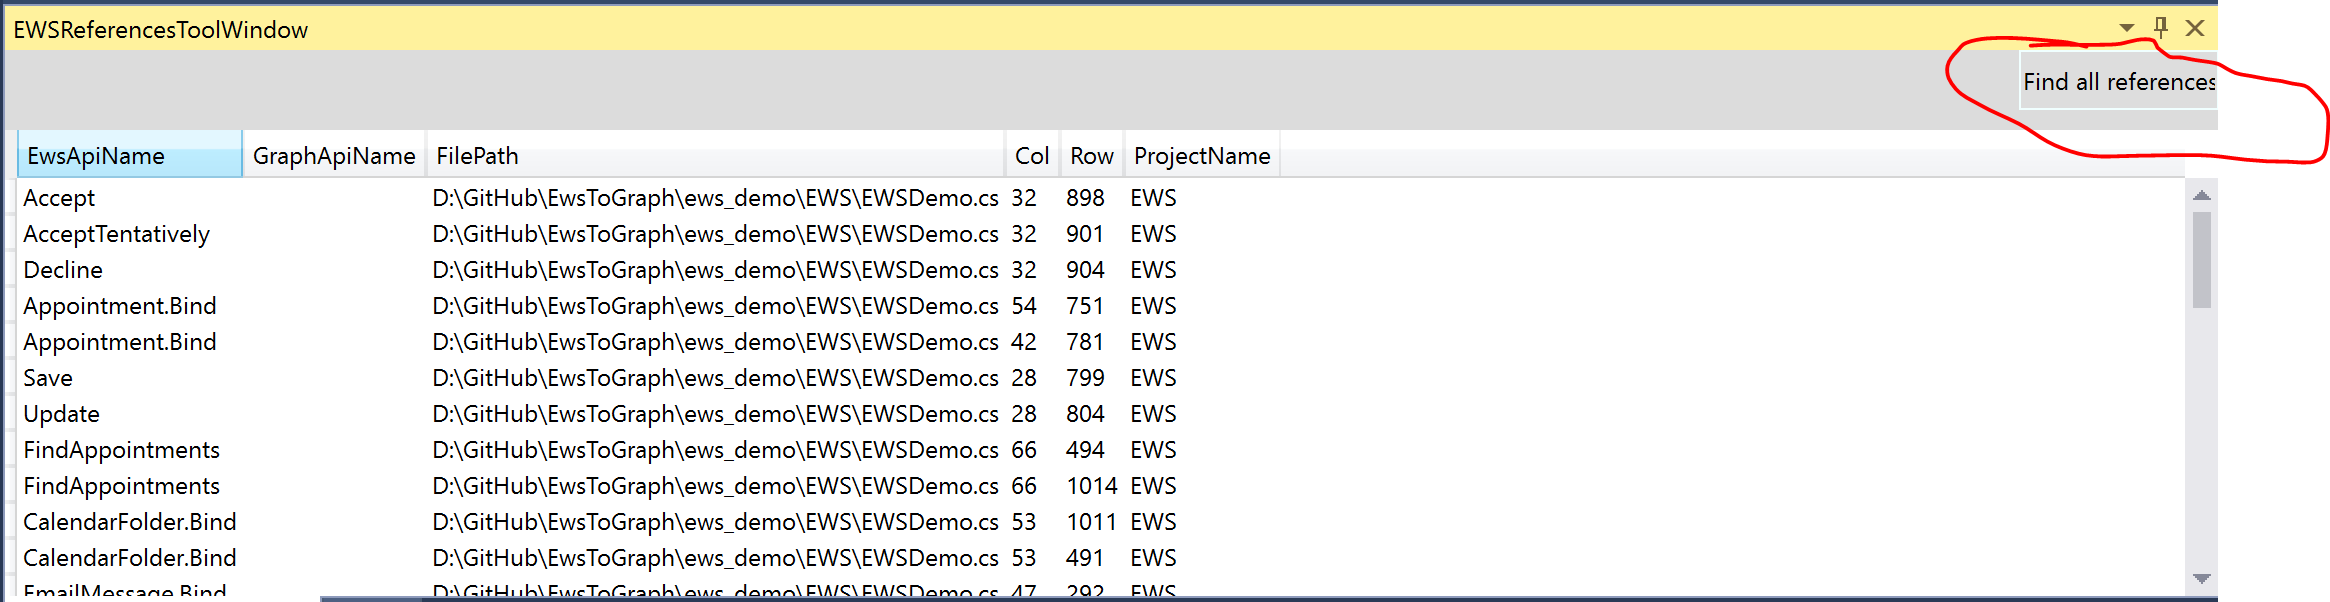 EWSReferencesToolWindow
Find all references
EwsApiName GraphApiName FilePath Col Row ProjectName
Accept D:\GitHub\EwsToGraph\ews_demo\EWS\EWSDemo.cs 32 898 EWS
AcceptTentatively D:\GitHub\EwsToGraph\ews_demo\EWS\EWSDemo.cs 32 901 EWS
Decline D:\GitHub\EwsToGraph\ews_demo\EWS\EWSDemo.cs 32 904 EWS
Appointment.Bind D:\GitHub\EwsToGraph\ews_demo\EWS\EWSDemo.cs 54 751 EWS
Appointment.Bind D:\GitHub\EwsToGraph\ews_demo\EWS\EWSDemo.cs 42 781 EWS
Save D:\GitHub\EwsToGraph\ews_demo\EWS\EWSDemo.cs 28 799 EWS
Update D:\GitHub\EwsToGraph\ews_demo\EWS\EWSDemo.cs 28 804 EWS
FindAppointments D:\GitHub\EwsToGraph\ews_demo\EWS\EWSDemo.cs 66 494 EWS
FindAppointments D:\GitHub\EwsToGraph\ews_demo\EWS\EWSDemo.cs 66 1014 EWS
CalendarFolder.Bind D:\GitHub\EwsToGraph\ews_demo\EWS\EWSDemo.cs 53 1011 EWS
CalendarFolder.Bind D:\GitHub\EwsToGraph\ews_demo\EWS\EWSDemo.cs 53 491 EWS
EmailMessage.Bind D:\GitHub\EwsToGraph\ews_demo\EWS\EWSDemo.cs 47 292 EWS